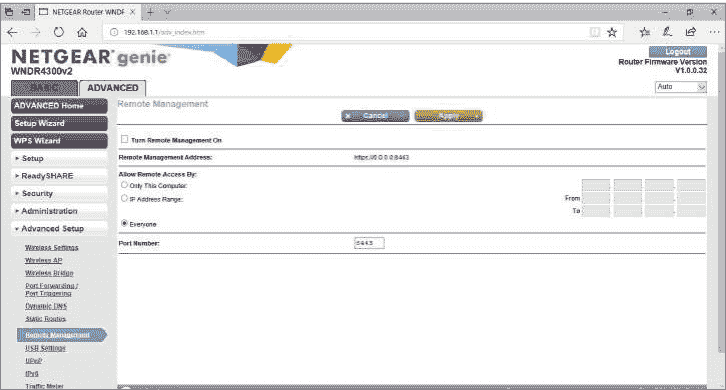 NETGEAR Router WNDF
192.168.1.1/adv_index.htm
NETGEAR genie
WNDR4300v2
Logout
Router Firmware Version
V1.0.0.32
BASIC
ADVANCED
Auto
ADVANCED Home
Setup Wizard
WPS Wizard
Setup
ReadySHARE
Security
Administration
Advanced Setup
Wireless Settings
Wireless AP
Wireless Bridge
Port Forwarding /
Port Triggering
Dynamic DNS
Static Routes
Remote Management
USB Settings
UPnP
IPv6
Traffic Meter
Remote Management
Cancel
Apply
Turn Remote Management On
Remote Management Address:
https://0.0.0.0:8443
Allow Remote Access By:
Only This Computer:
IP Address Range:
From
To
Everyone
Port Number:
8443